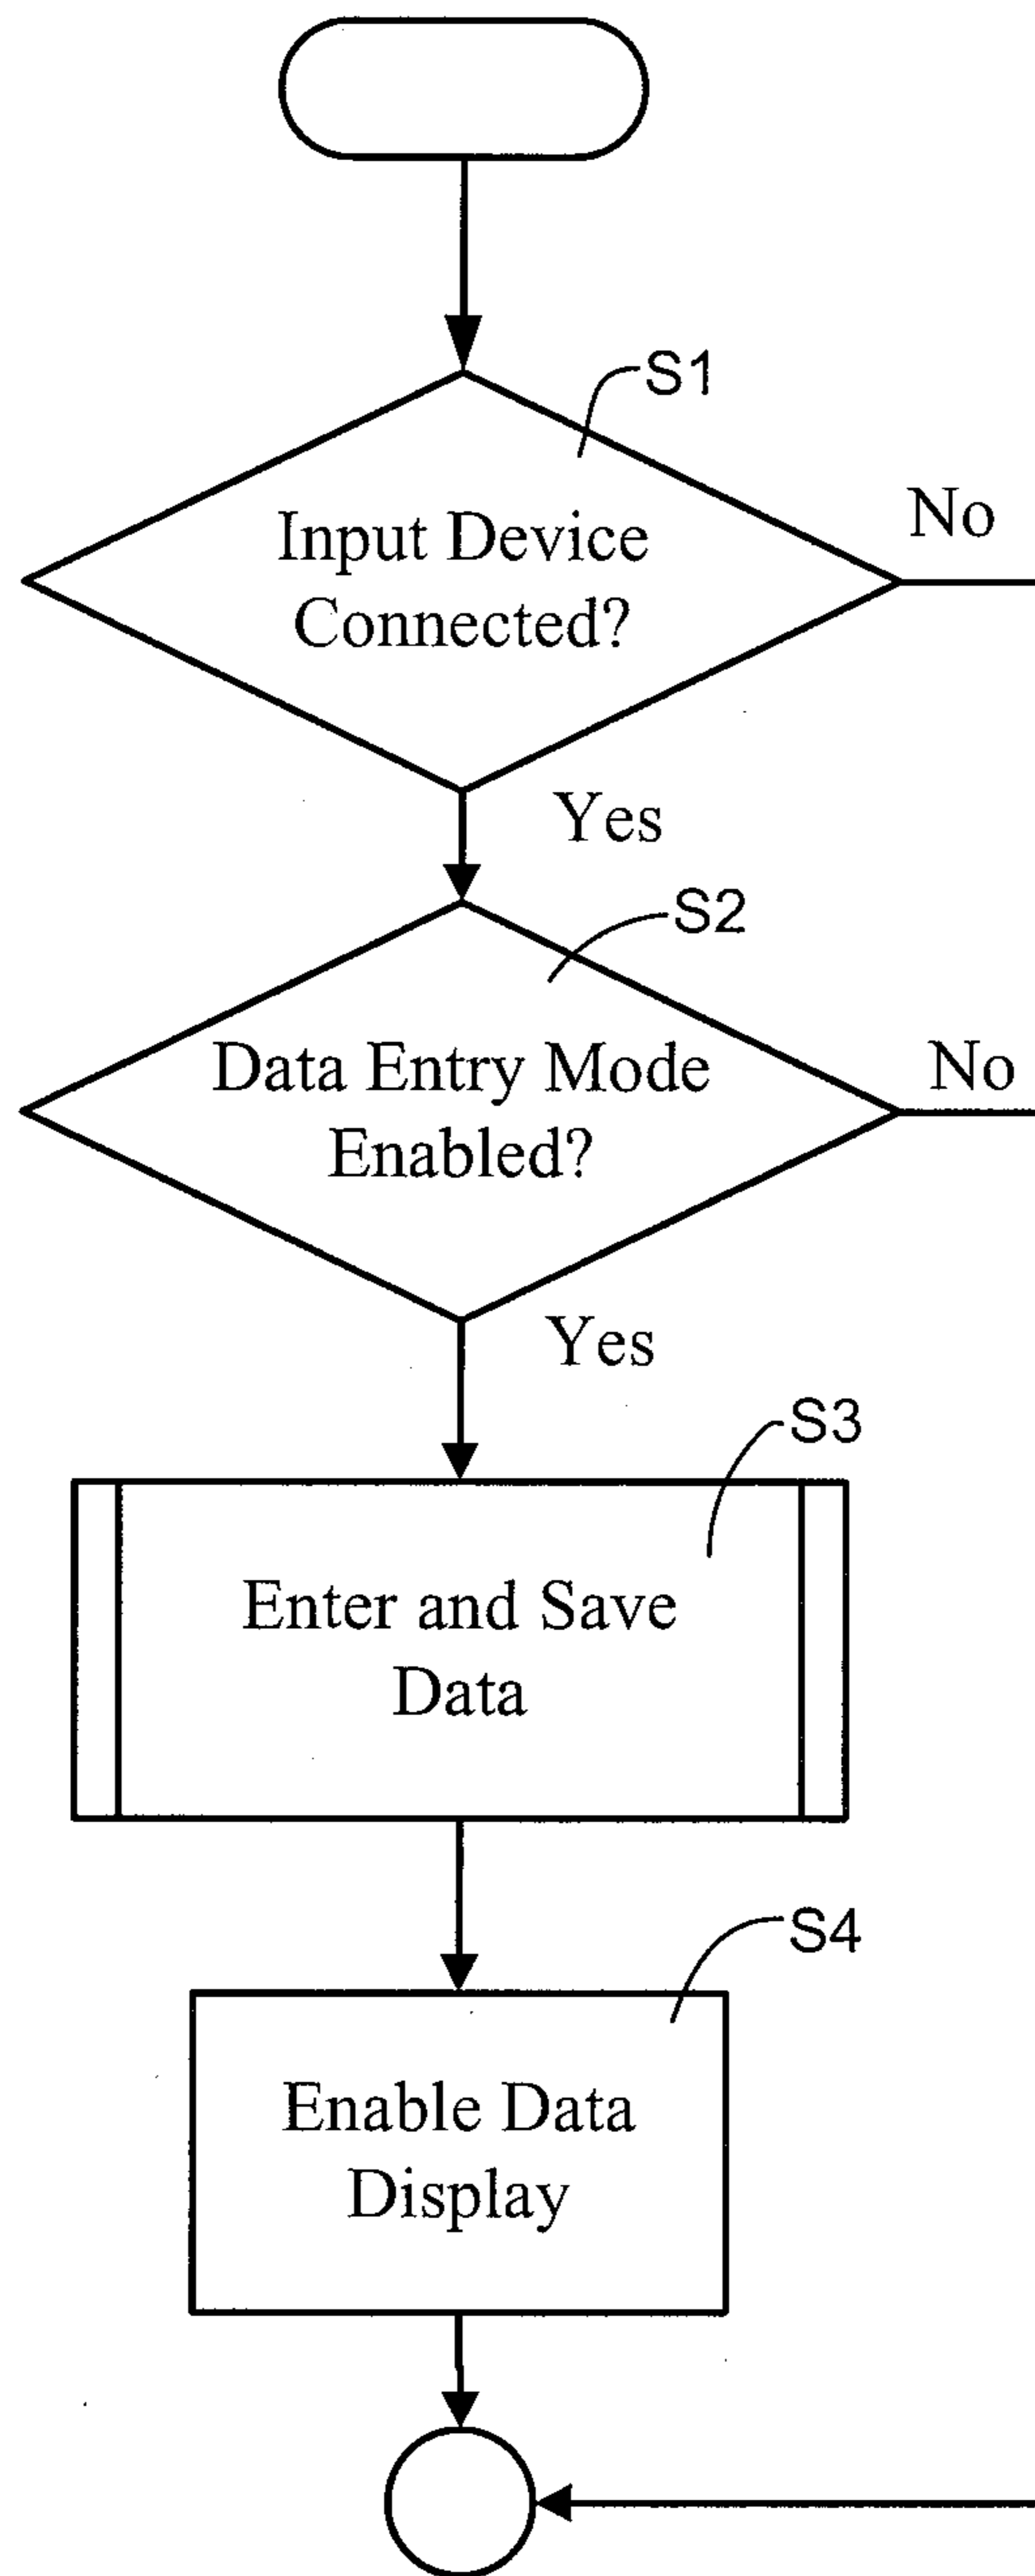 S1
Input Device
Connected?
No
Yes
S2
Data Entry Mode
Enabled?
No
Yes
S3
Enter and Save
Data
S4
Enable Data
Display